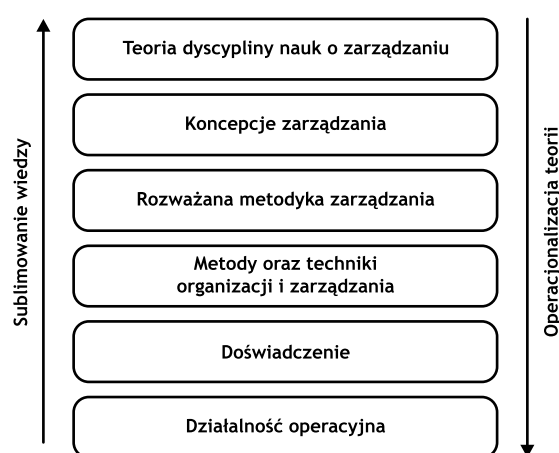 Teoria dyscypliny nauk o zarządzaniu
Koncepcje zarządzania
Rozważana metodyka zarządzania
Metody oraz techniki
organizacji i zarządzania
Doświadczenie
Działalność operacyjna
Sublimowanie wiedzy
Operacjonalizacja teorii